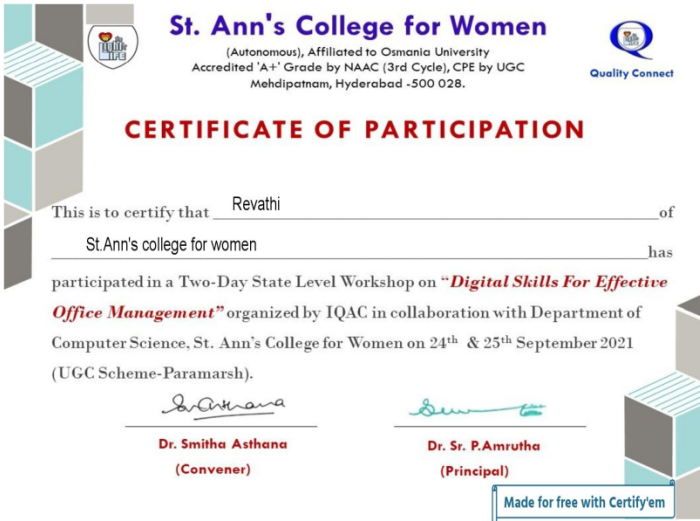 St. Ann's College for Women
(Autonomous), Affiliated to Osmania University
Accredited 'A+' Grade by NAAC (3rd Cycle), CPE by UGC
Mehdipatnam, Hyderabad -500 028.
Quality Connect
CERTIFICATE OF PARTICIPATION
This is to certify that Revathi of
St.Ann's college for women has
participated in a Two-Day State Level Workshop on “Digital Skills For Effective
Office Management” organized by IQAC in collaboration with Department of
Computer Science, St. Ann’s College for Women on 24th & 25th September 2021
(UGC Scheme-Paramarsh).
Dr. Smitha Asthana
(Convener)
Dr. Sr. P.Amrutha
(Principal)
Made for free with Certify'em